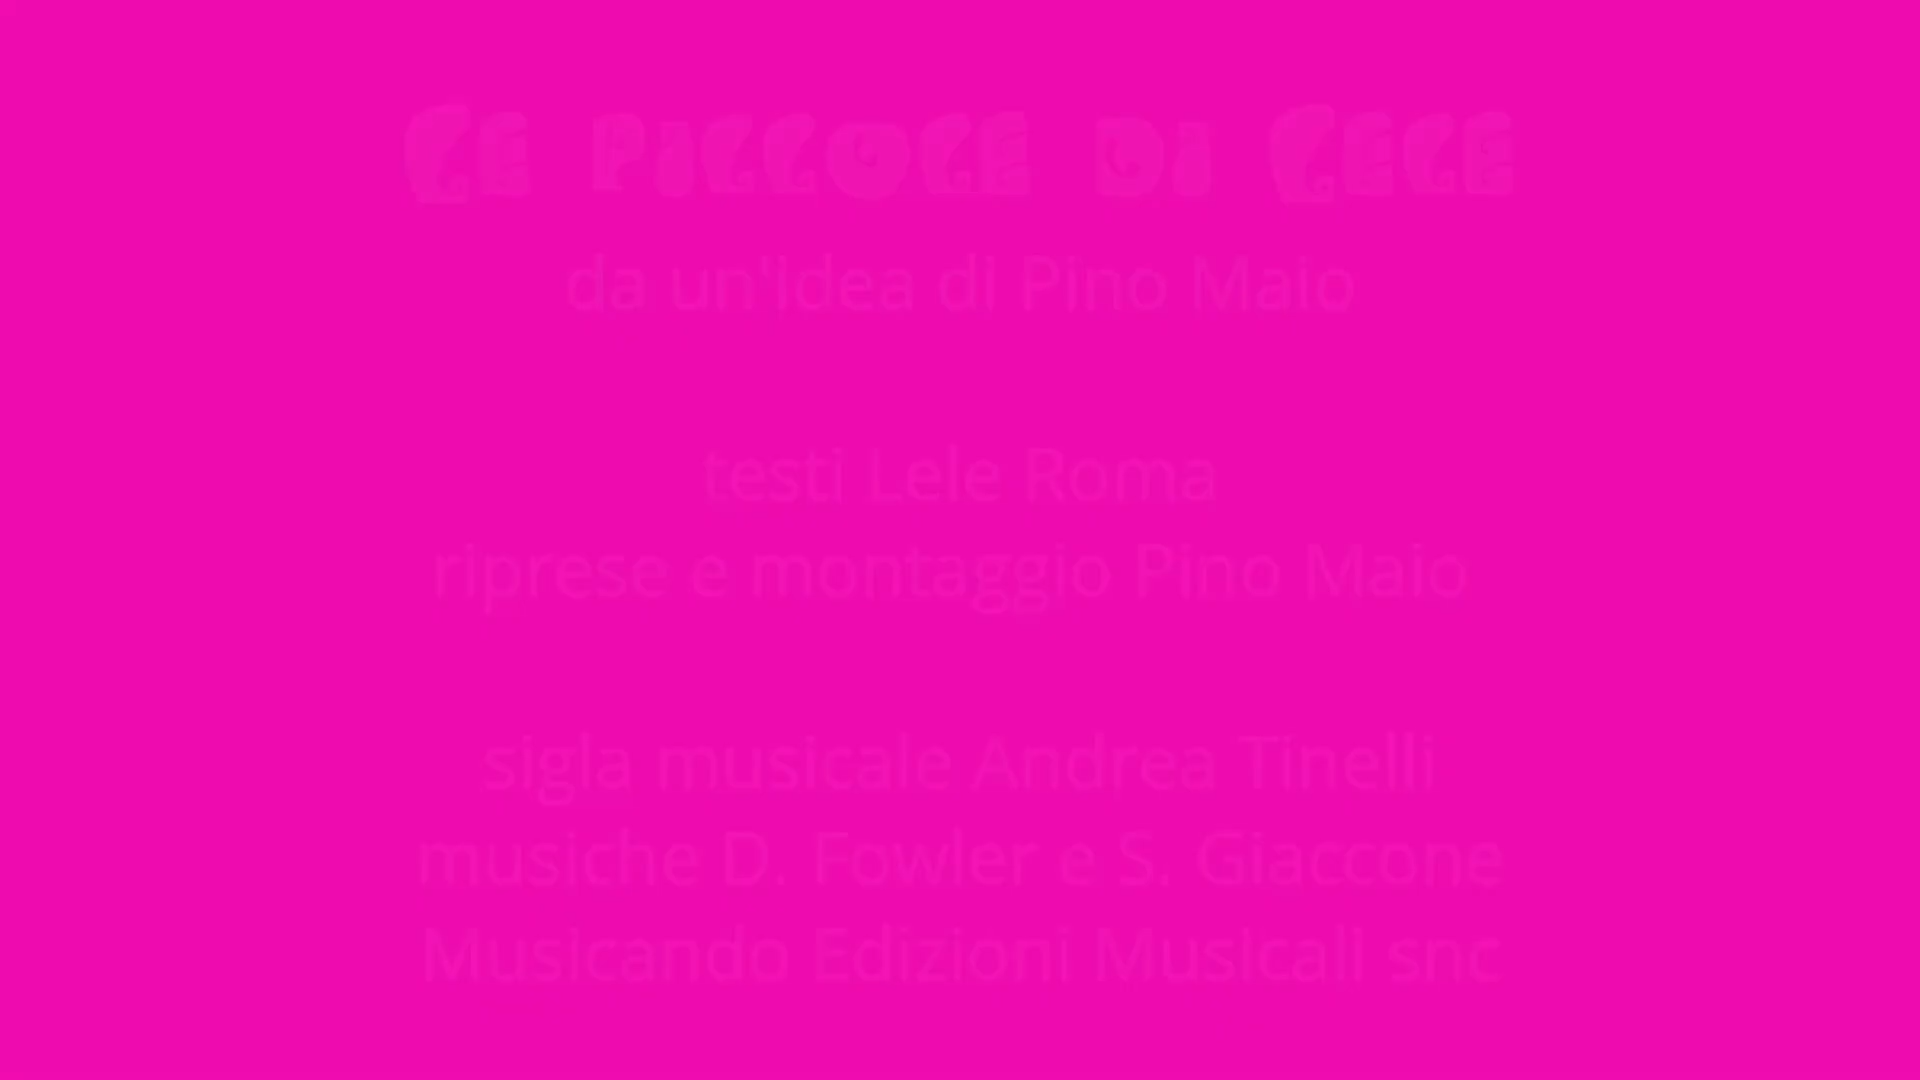 LE PILLOLE DI LELE
da un'idea di Pino Maio
testi Lele Roma
riprese e montaggio Pino Maio
sigla musicale Andrea Tinelli
musiche D. Fowler e S. Giaccone
Musicando Edizioni Musicali snc